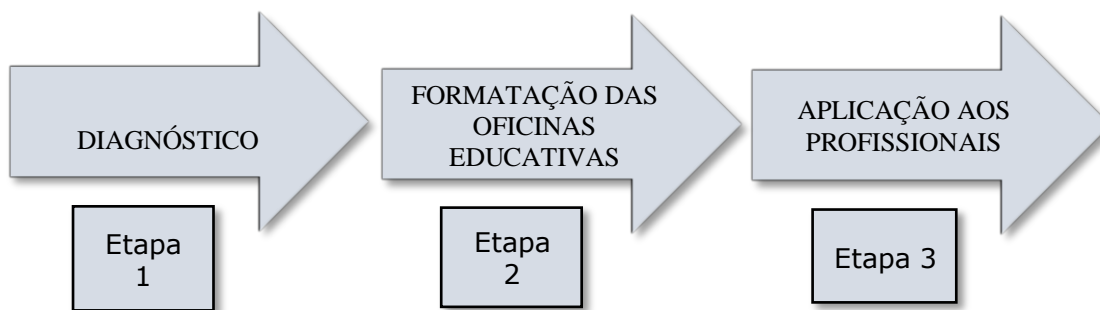 DIAGNÓSTICO
FORMATAÇÃO DAS
OFICINAS
EDUCATIVAS
APLICAÇÃO AOS
PROFISSIONAIS
Etapa
1
Etapa
2
Etapa 3